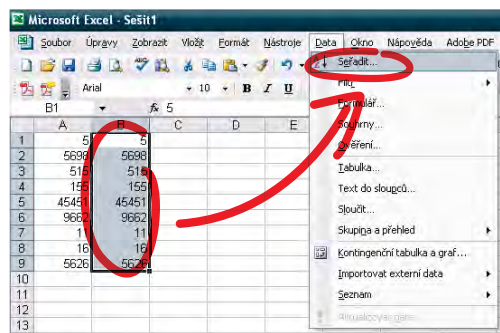 Microsoft Excel - Sešit1
Soubor Úpravy Zobrazit Vložit Formát Nástroje Data Okno Nápověda Adobe PDF
Arial 10 B I U
B1 fx 5
A B C D E
1 5 5
2 5698 5698
3 515 515
4 155 155
5 45451 45451
6 9662 9662
7 11 11
8 16 16
9 5626 5626
10
11
12
13
Seřadit...
Filtr
Formulář...
Souhrny...
Ověření...
Tabulka...
Text do sloupců...
Sloučit...
Skupina a přehled
Kontingenční tabulka a graf...
Importovat externí data
Seznam
Aktualizovat data